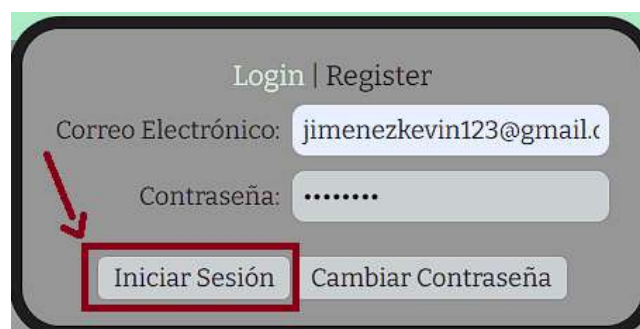 Login | Register
Correo Electrónico: jimenezkevin123@gmail.c
Contraseña: ••••••••
Iniciar Sesión Cambiar Contraseña